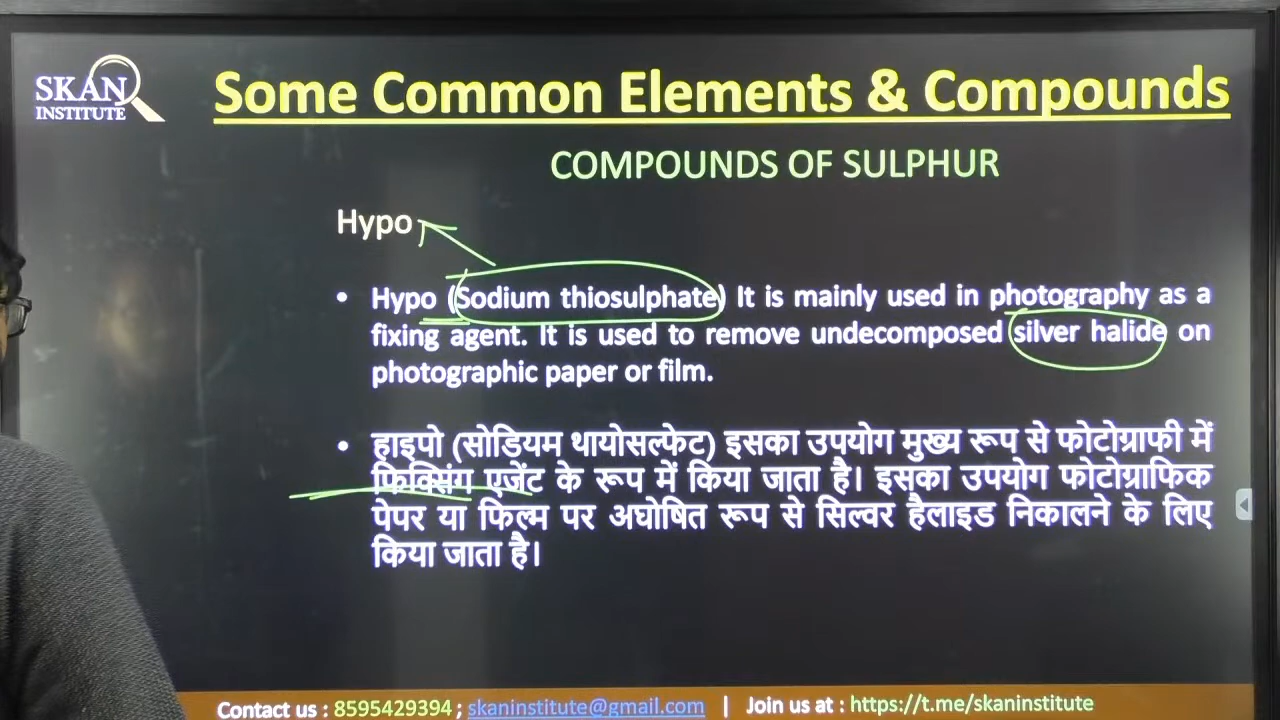 SKAN
INSTITUTE
Some Common Elements & Compounds
COMPOUNDS OF SULPHUR
Hypo
• Hypo (Sodium thiosulphate) It is mainly used in photography as a
fixing agent. It is used to remove undecomposed silver halide on
photographic paper or film.
• हाइपो (सोडियम थायोसल्फेट) इसका उपयोग मुख्य रूप से फोटोग्राफी में
फिक्सिंग एजेंट के रूप में किया जाता है। इसका उपयोग फोटोग्राफिक
पेपर या फिल्म पर अघोषित रूप से सिल्वर हैलाइड निकालने के लिए
किया जाता है।
Contact us : 8595429394 ; skaninstitute@gmail.com | Join us at : https://t.me/skaninstitute